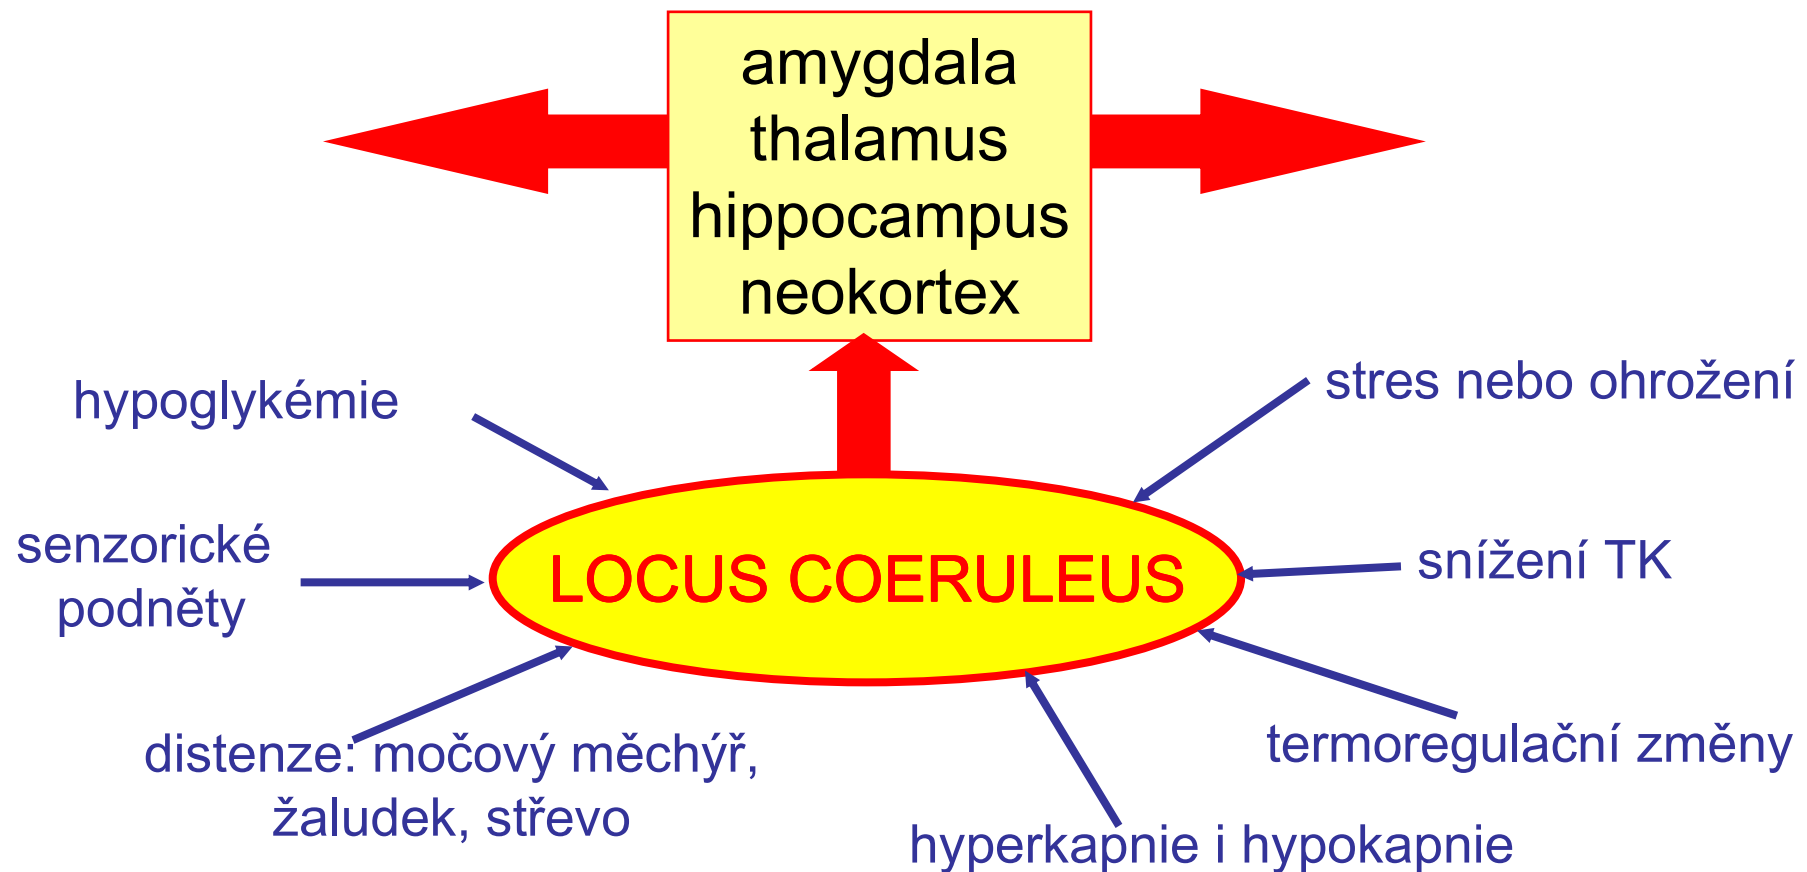 amygdala
thalamus
hippocampus
neokortex
hypoglykémie
stres nebo ohrožení
senzorické
podněty
LOCUS COERULEUS
snížení TK
distenze: močový měchýř,
žaludek, střevo
termoregulační změny
hyperkapnie i hypokapnie